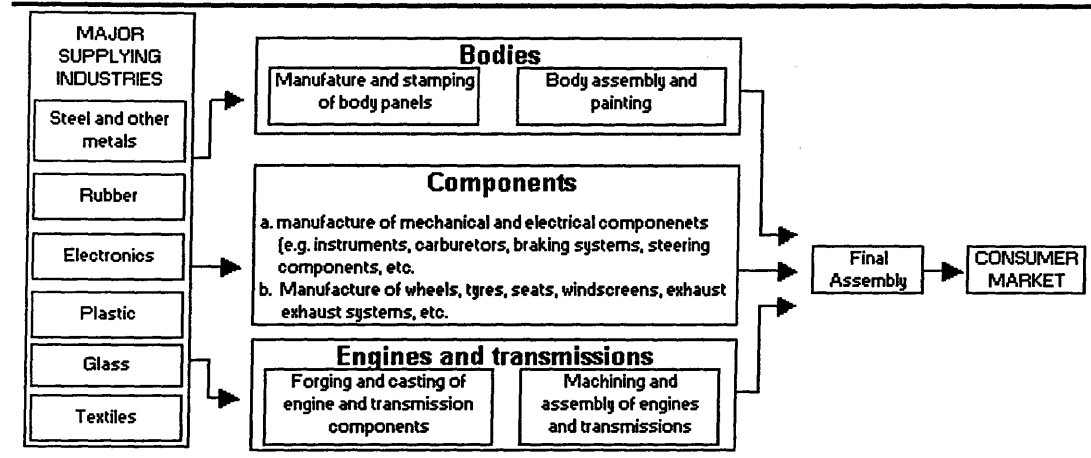 MAJOR
SUPPLYING
INDUSTRIES
Steel and other
metals
Rubber
Electronics
Plastic
Glass
Textiles
Bodies
Manufature and stamping
of body panels
Body assembly and
painting
Components
a. manufacture of mechanical and electrical componenets
(e.g. instruments, carburetors, braking systems, steering
components, etc.
b. Manufacture of wheels, tyres, seats, windscreens, exhaust
exhaust systems, etc.
Engines and transmissions
Forging and casting of
engine and transmission
components
Machining and
assembly of engines
and transmissions
Final
Assembly
CONSUMER
MARKET